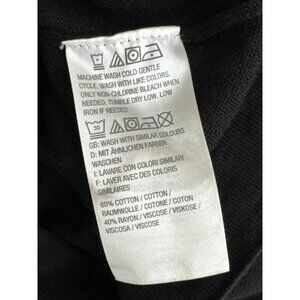 MACHINE WASH COLD GENTLE
CYCLE. WASH WITH LIKE COLORS.
ONLY NON-CHLORINE BLEACH WHEN
NEEDED. TUMBLE DRY LOW. LOW
IRON IF NEEDED.
30
GB: WASH WITH SIMILAR COLOURS
D: MIT ÄHNLICHEN FARBEN
WASCHEN
I: LAVARE CON COLORI SIMILARI
F: LAVER AVEC DES COLORIS
SIMILAIRES
60% COTTON / COTTON /
BAUMWOLLE / COTONE / COTON
40% RAYON / VISCOSE / VISKOSE /
VISCOSA / VISCOSE